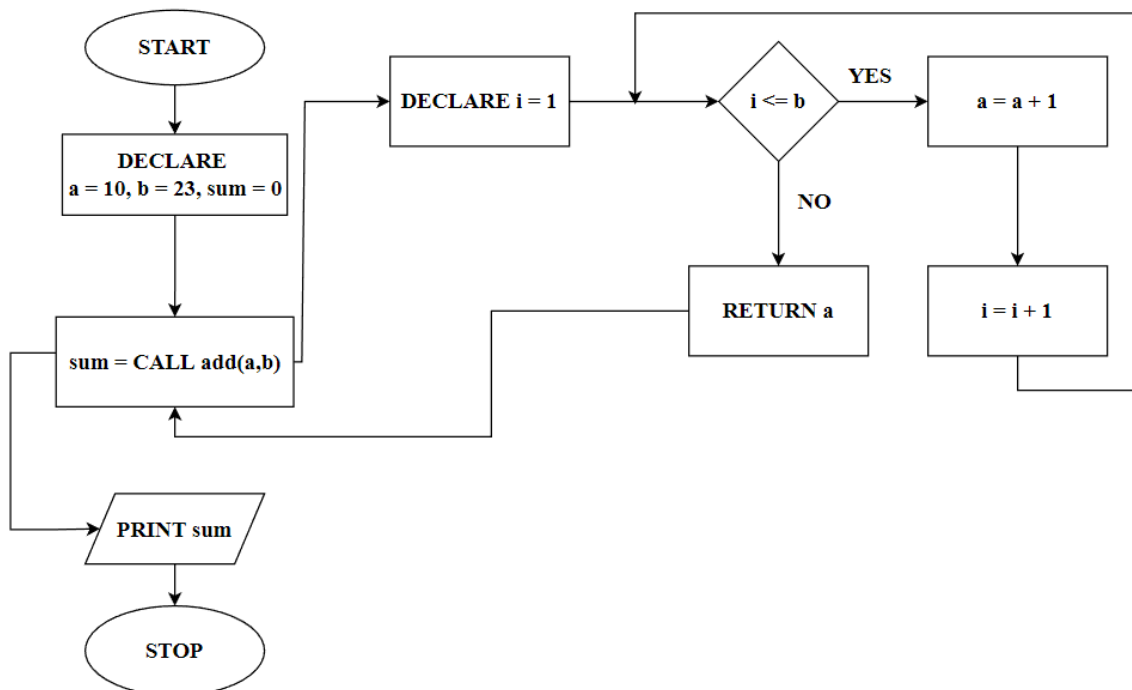 START
DECLARE
a = 10, b = 23, sum = 0
sum = CALL add(a,b)
DECLARE i = 1
i <= b
YES
a = a + 1
i = i + 1
NO
RETURN a
PRINT sum
STOP